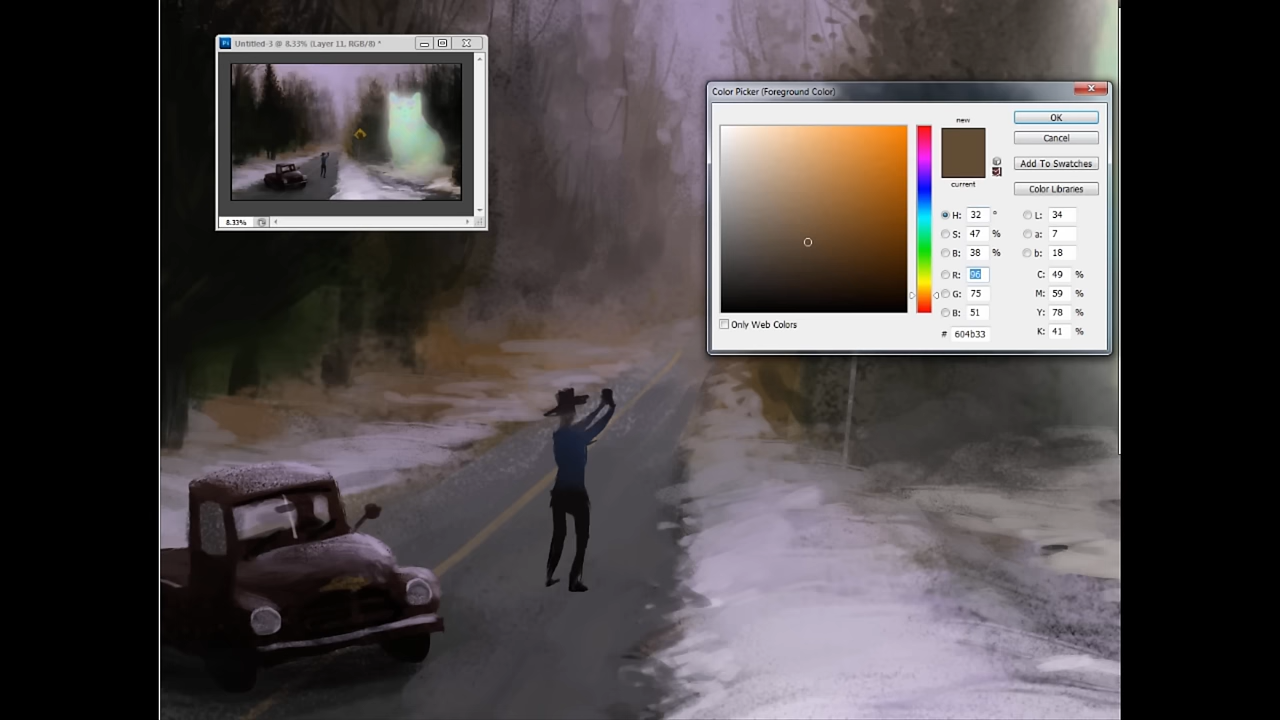 Ps Untitled-3 @ 8.33% (Layer 11, RGB/8) *
8.33%
Color Picker (Foreground Color)
new
current
OK
Cancel
Add To Swatches
Color Libraries
H: 32 °
S: 47 %
B: 38 %
R: 96
G: 75
B: 51
# 604b33
L: 34
a: 7
b: 18
C: 49 %
M: 59 %
Y: 78 %
K: 41 %
Only Web Colors